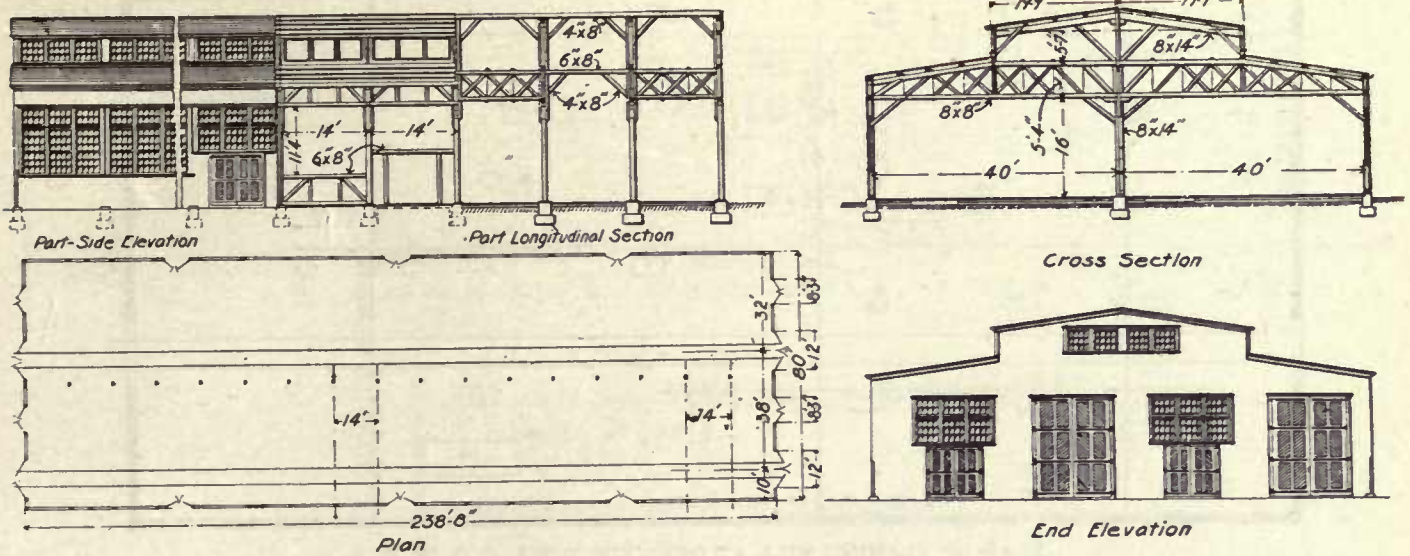 4"x8"
6"x8"
4"x8"
14'
14'
11'4"
6"x8"
Part-Side Elevation
Part Longitudinal Section
8"x14"
8"x8"
5'-4"
16'
8"x14"
40'
40'
Cross Section
32'
12'
80'
14'
38'
14'
12'
10'
238'-8"
Plan
End Elevation